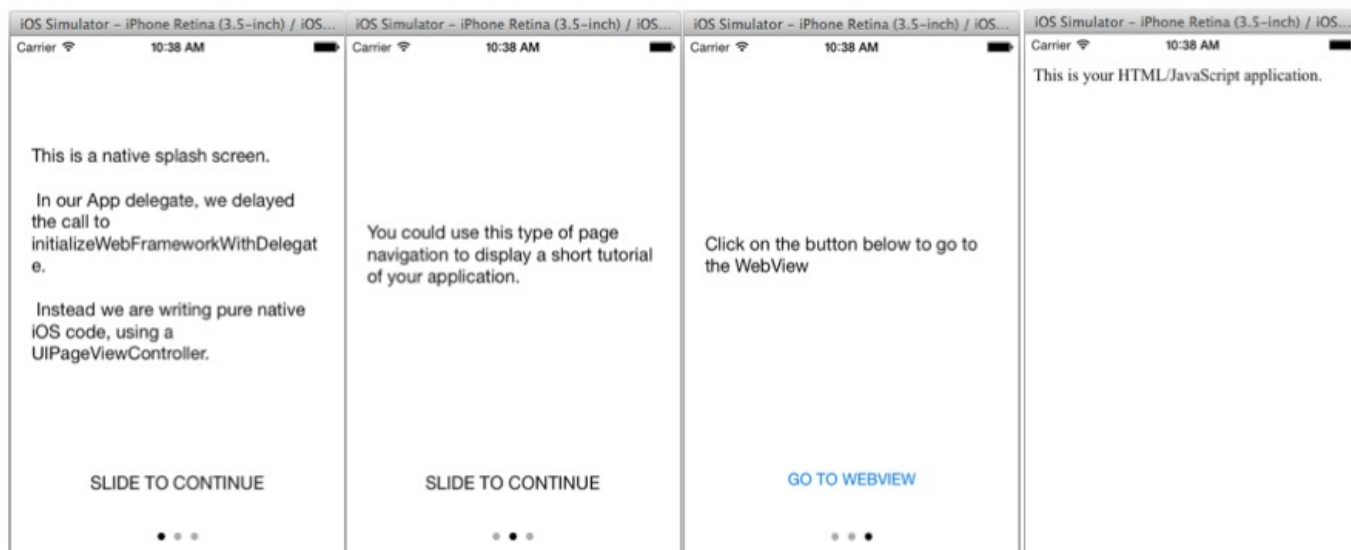 iOS Simulator – iPhone Retina (3.5–inch) / iOS...
Carrier 10:38 AM
This is a native splash screen.
In our App delegate, we delayed
the call to
initializeWebFrameworkWithDelegat
e.
Instead we are writing pure native
iOS code, using a
UIPageViewController.
SLIDE TO CONTINUE
iOS Simulator – iPhone Retina (3.5–inch) / iOS...
Carrier 10:38 AM
You could use this type of page
navigation to display a short tutorial
of your application.
SLIDE TO CONTINUE
iOS Simulator – iPhone Retina (3.5–inch) / iOS...
Carrier 10:38 AM
Click on the button below to go to
the WebView
GO TO WEBVIEW
iOS Simulator – iPhone Retina (3.5–inch) / iOS...
Carrier 10:38 AM
This is your HTML/JavaScript application.